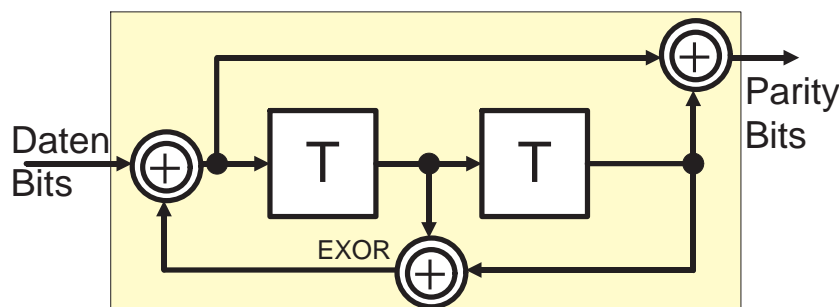 Daten
Bits
T
T
EXOR
Parity
Bits